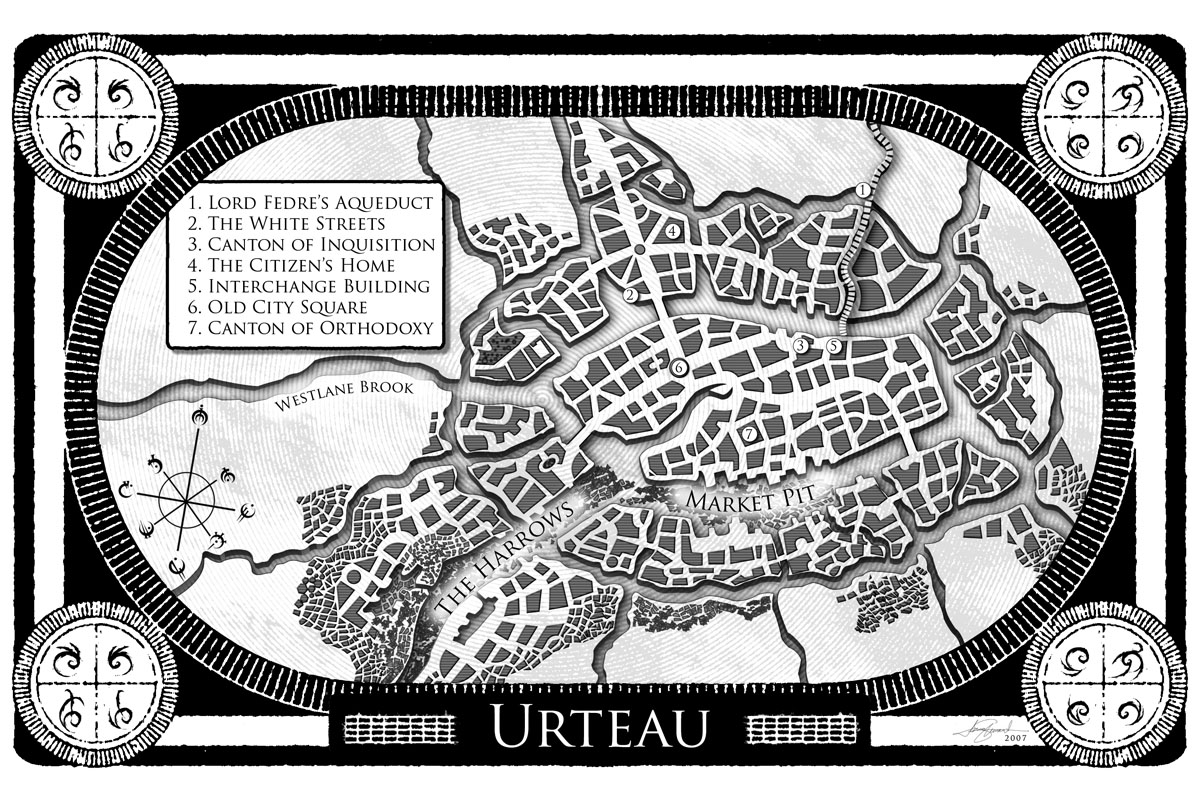 1. Lord Fedre's Aqueduct
2. The White Streets
3. Canton of Inquisition
4. The Citizen's Home
5. Interchange Building
6. Old City Square
7. Canton of Orthodoxy
1
4
2
3
5
6
Westlane Brook
7
Market Pit
The Harrows
Urteau
2007